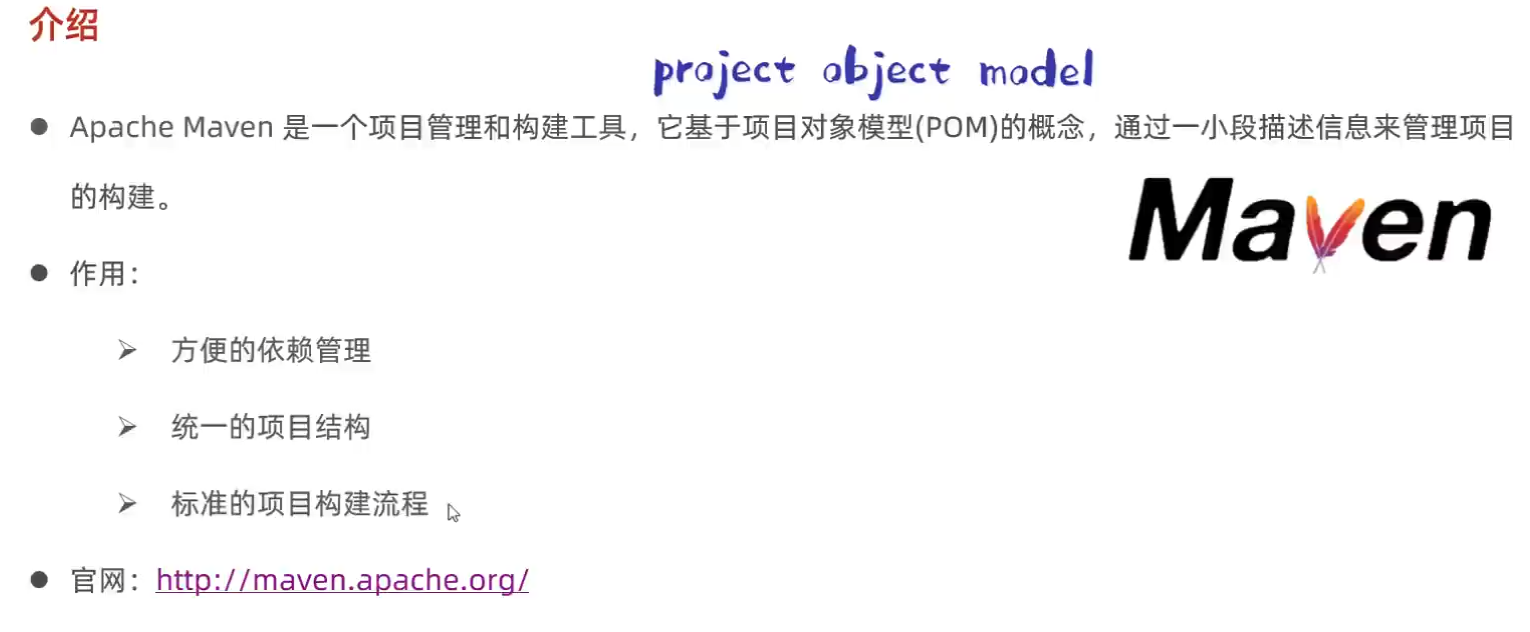 介绍
project object model
● Apache Maven 是一个项目管理和构建工具，它基于项目对象模型(POM)的概念，通过一小段描述信息来管理项目
的构建。
Maven
● 作用：
➢ 方便的依赖管理
➢ 统一的项目结构
➢ 标准的项目构建流程
● 官网：http://maven.apache.org/